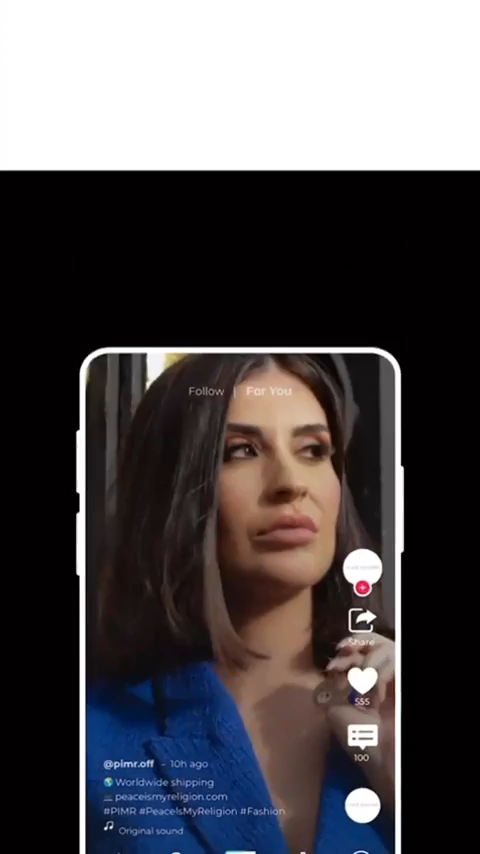 Follow | For You
Share
555
100
@pimr.off - 10h ago
🌎Worldwide shipping
💻peaceismyreligion.com
#PIMR #PeaceIsMyReligion #Fashion
Original sound